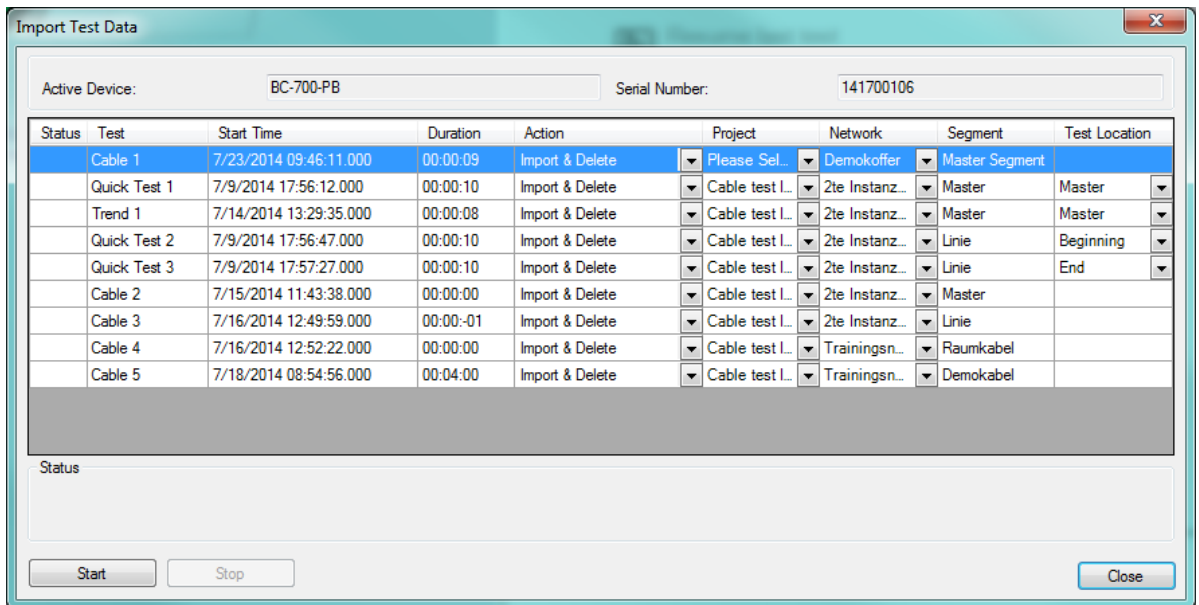 Import Test Data
Active Device: BC-700-PB Serial Number: 141700106
Status Test Start Time Duration Action Project Network Segment Test Location
Cable 1 7/23/2014 09:46:11.000 00:00:09 Import & Delete Please Sel... Demokoffer Master Segment
Quick Test 1 7/9/2014 17:56:12.000 00:00:10 Import & Delete Cable test I... 2te Instanz... Master Master
Trend 1 7/14/2014 13:29:35.000 00:00:08 Import & Delete Cable test I... 2te Instanz... Master Master
Quick Test 2 7/9/2014 17:56:47.000 00:00:10 Import & Delete Cable test I... 2te Instanz... Linie Beginning
Quick Test 3 7/9/2014 17:57:27.000 00:00:10 Import & Delete Cable test I... 2te Instanz... Linie End
Cable 2 7/15/2014 11:43:38.000 00:00:00 Import & Delete Cable test I... 2te Instanz... Master
Cable 3 7/16/2014 12:49:59.000 00:00:-01 Import & Delete Cable test I... 2te Instanz... Linie
Cable 4 7/16/2014 12:52:22.000 00:00:00 Import & Delete Cable test I... Trainingsn... Raumkabel
Cable 5 7/18/2014 08:54:56.000 00:04:00 Import & Delete Cable test I... Trainingsn... Demokabel
Status
Start Stop Close